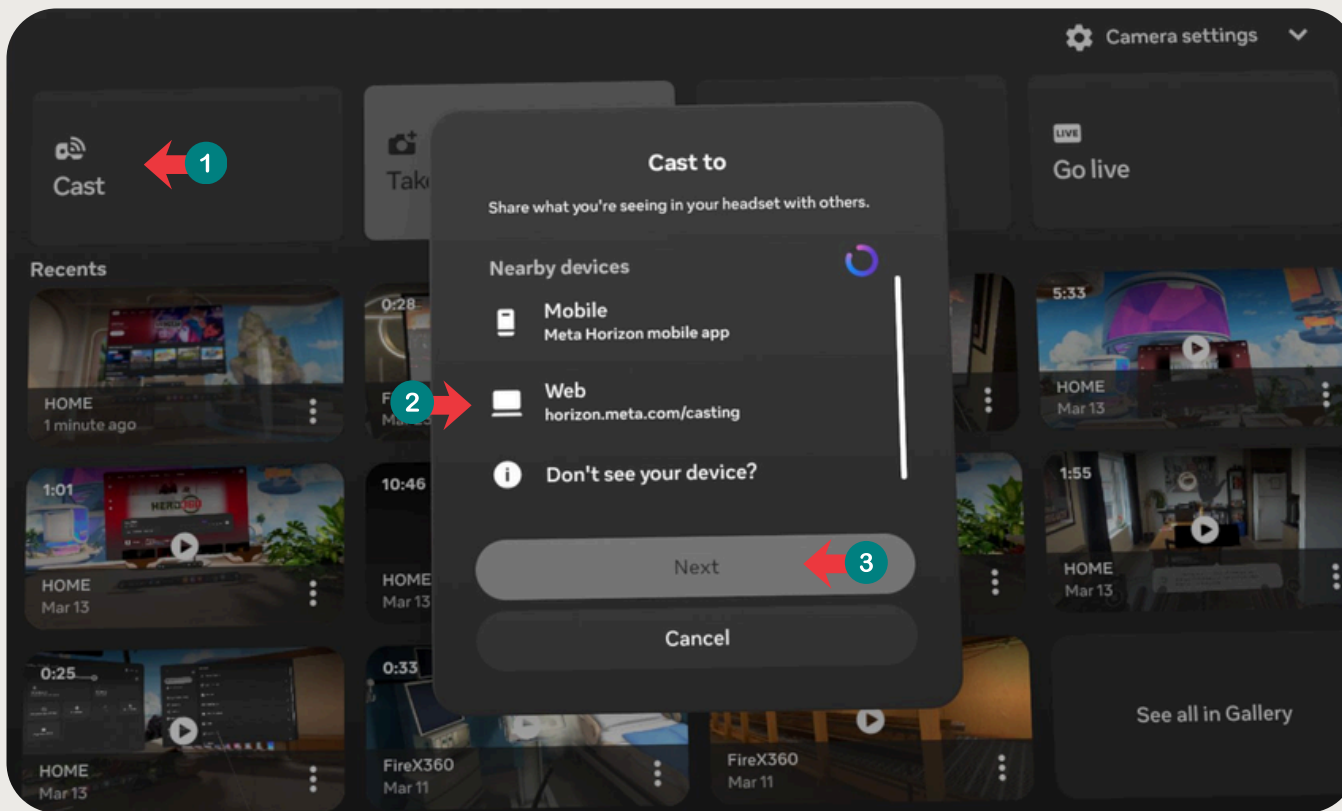 Camera settings
1
Cast
Take
LIVE
Go live
Cast to
Share what you're seeing in your headset with others.
Nearby devices
Mobile
Meta Horizon mobile app
2
Web
horizon.meta.com/casting
Don't see your device?
Next
3
Cancel
Recents
HOME
1 minute ago
0:28
5:33
HOME
Mar 13
1:01
HERO360
HOME
Mar 13
10:46
HOME
Mar 13
1:55
HOME
Mar 13
0:25
HOME
Mar 13
0:33
FireX360
Mar 11
FireX360
Mar 11
See all in Gallery